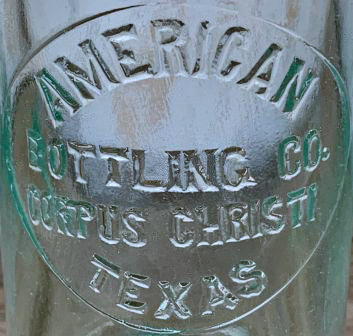 AMERICAN
BOTTLING CO.
CORPUS CHRISTI
TEXAS